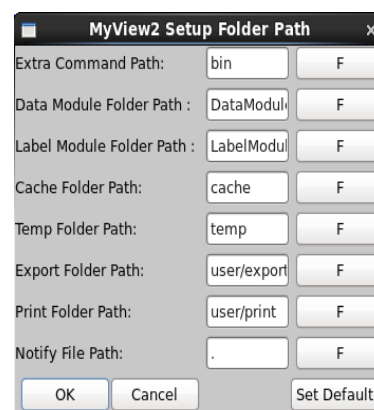 MyView2 Setup Folder Path x
Extra Command Path: bin F
Data Module Folder Path : DataModul F
Label Module Folder Path : LabelModul F
Cache Folder Path: cache F
Temp Folder Path: temp F
Export Folder Path: user/export F
Print Folder Path: user/print F
Notify File Path: . F
OK Cancel Set Default